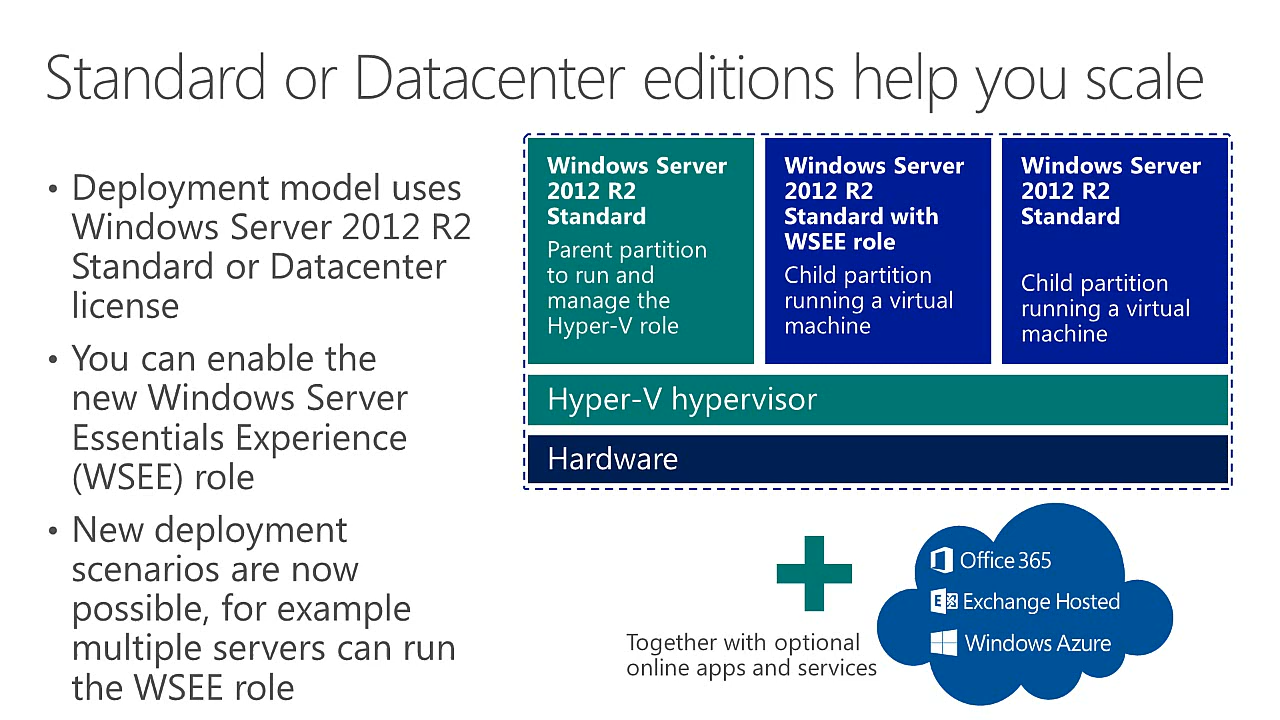 Standard or Datacenter editions help you scale
• Deployment model uses
Windows Server 2012 R2
Standard or Datacenter
license
• You can enable the
new Windows Server
Essentials Experience
(WSEE) role
• New deployment
scenarios are now
possible, for example
multiple servers can run
the WSEE role
Windows Server
2012 R2
Standard
Parent partition
to run and
manage the
Hyper-V role
Windows Server
2012 R2
Standard with
WSEE role
Child partition
running a virtual
machine
Windows Server
2012 R2
Standard
Child partition
running a virtual
machine
Hyper-V hypervisor
Hardware
Together with optional
online apps and services
Office 365
Exchange Hosted
Windows Azure